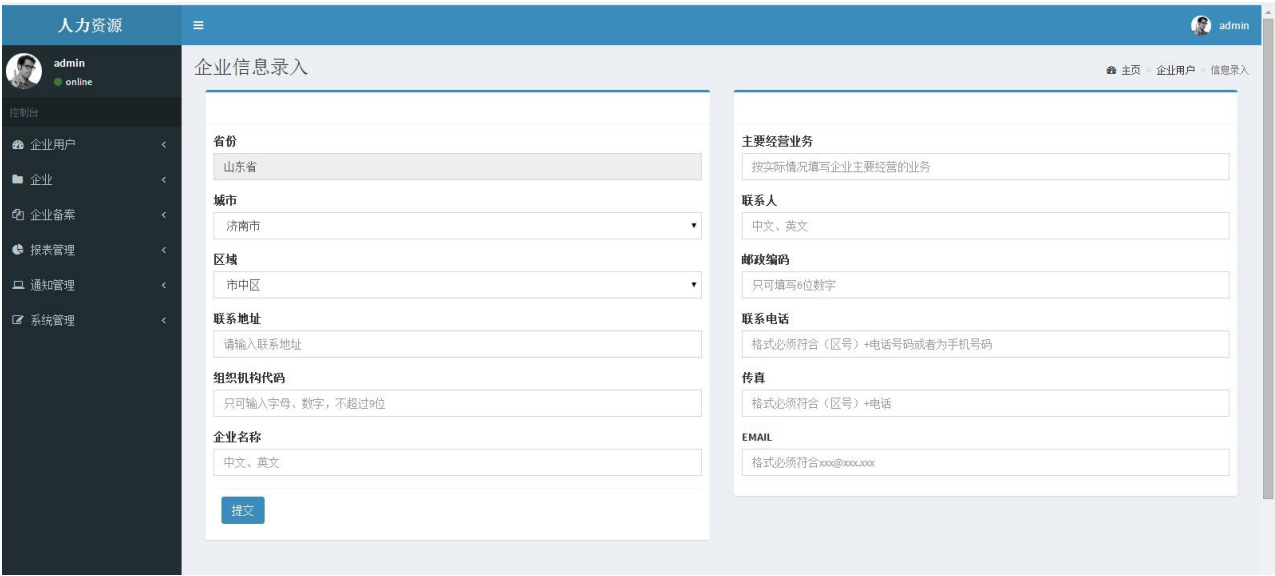 人力资源
admin
admin
online
控制台
企业用户
企业
企业备案
报表管理
通知管理
系统管理
企业信息录入
主页 > 企业用户 > 信息录入
省份
山东省
城市
济南市
区域
市中区
联系地址
请输入联系地址
组织机构代码
只可输入字母、数字，不超过9位
企业名称
中文、英文
提交
主要经营业务
按实际情况填写企业主要经营的业务
联系人
中文、英文
邮政编码
只可填写6位数字
联系电话
格式必须符合（区号）+电话号码或者为手机号码
传真
格式必须符合（区号）+电话
EMAIL
格式必须符合xxx@xxx.xxx